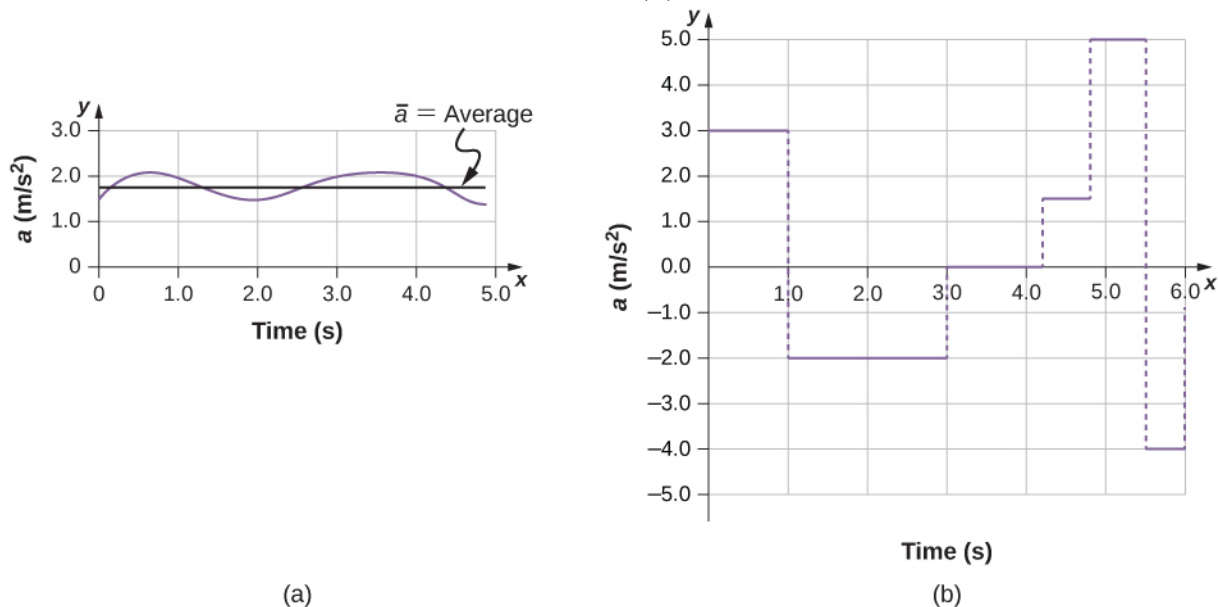 y
3.0
2.0
1.0
0
a (m/s²)
ā = Average
0 1.0 2.0 3.0 4.0 5.0 x
Time (s)
(a)
y
5.0
4.0
3.0
2.0
1.0
0.0
−1.0
−2.0
−3.0
−4.0
−5.0
a (m/s²)
1.0 2.0 3.0 4.0 5.0 6.0 x
Time (s)
(b)